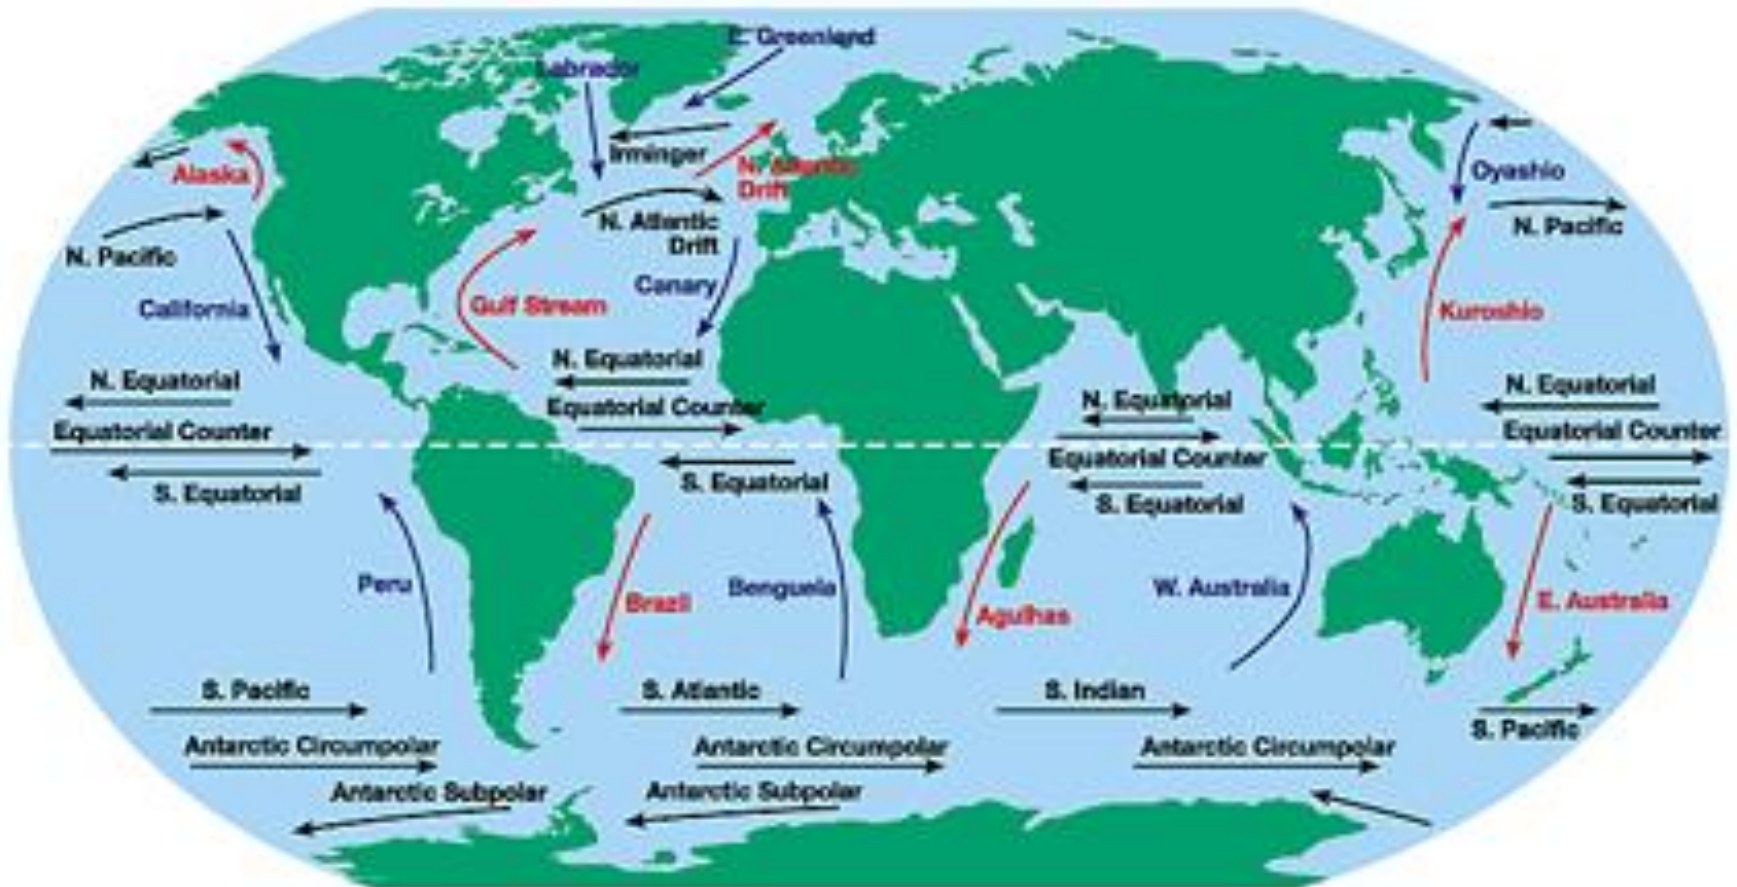 E. Greenland
Labrador
Irminger
Alaska
N. Atlantic
Drift
Oyashio
N. Atlantic
Drift
N. Pacific
N. Pacific
California
Canary
Gulf Stream
Kuroshio
N. Equatorial
N. Equatorial
N. Equatorial
N. Equatorial
Equatorial Counter
Equatorial Counter
Equatorial Counter
Equatorial Counter
S. Equatorial
S. Equatorial
S. Equatorial
S. Equatorial
Peru
Brazil
Benguela
Agulhas
W. Australia
E. Australia
S. Pacific
S. Atlantic
S. Indian
S. Pacific
Antarctic Circumpolar
Antarctic Circumpolar
Antarctic Circumpolar
Antarctic Subpolar
Antarctic Subpolar